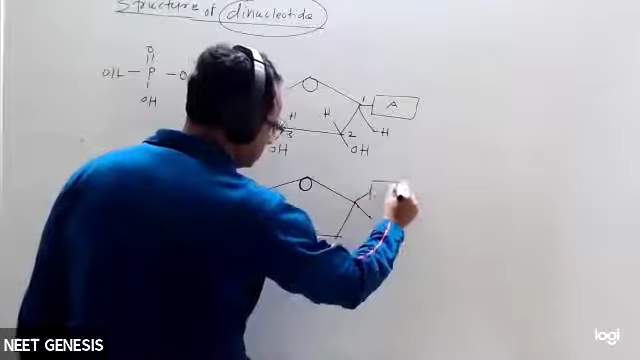 Structure of dinucleotide
O
OH — P — O
OH
O
1
A
H
H
H
3
2
OH
OH
O
1
NEET GENESIS
logi